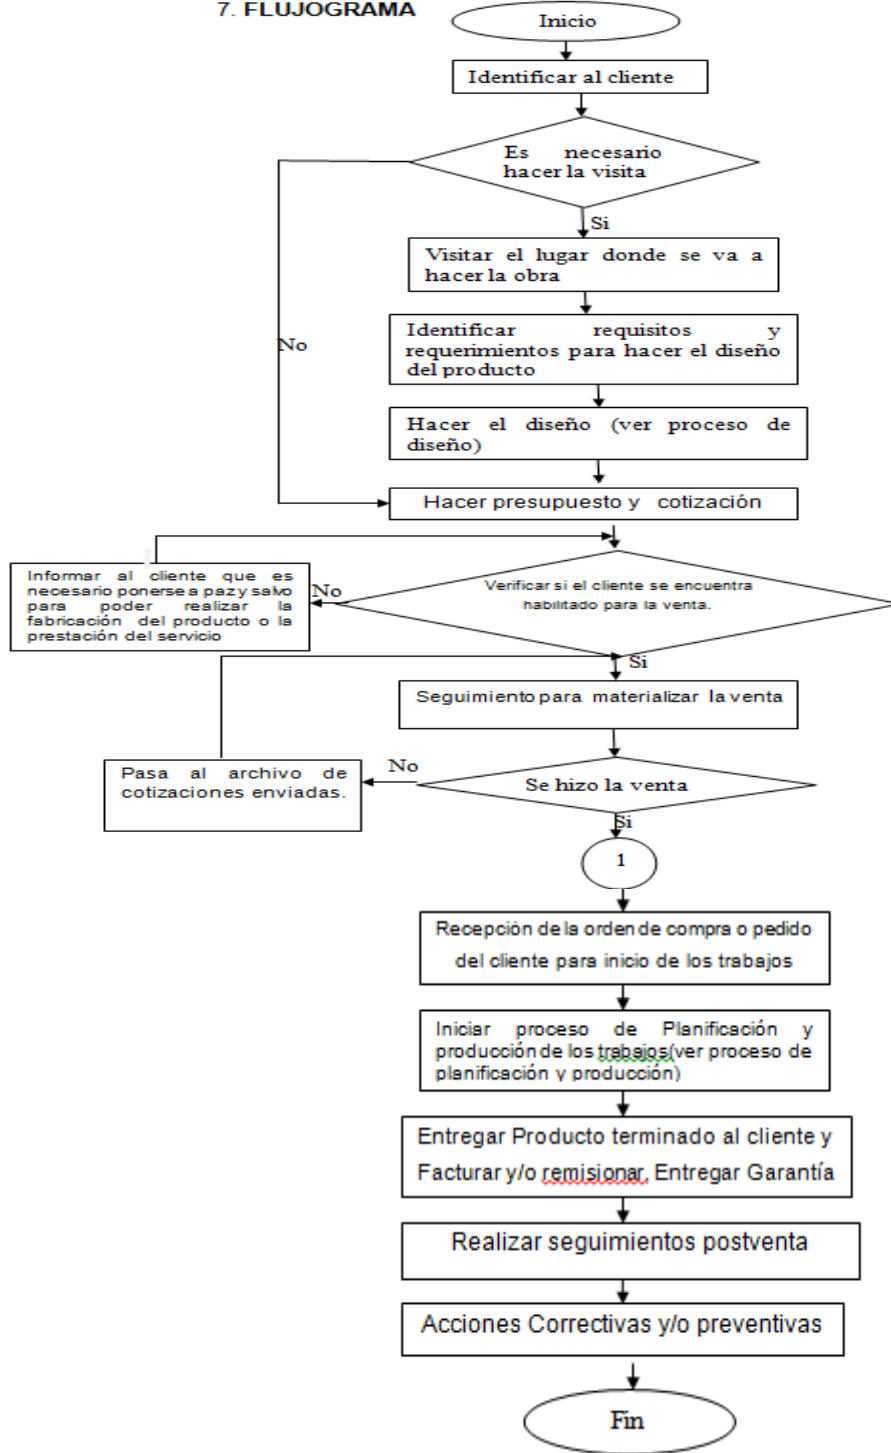 7. FLUJOGRAMA
Inicio
Identificar al cliente
Es necesario
hacer la visita
Si
Visitar el lugar donde se va a
hacer la obra
No
Identificar requisitos y
requerimientos para hacer el diseño
del producto
Hacer el diseño (ver proceso de
diseño)
Hacer presupuesto y cotización
Verificar si el cliente se encuentra
habilitado para la venta.
No
Informar al cliente que es
necesario ponerse a paz y salvo
para poder realizar la
fabricación del producto o la
prestación del servicio
Si
Seguimiento para materializar la venta
Se hizo la venta
No
Pasa al archivo de
cotizaciones enviadas.
Si
1
Recepción de la orden de compra o pedido
del cliente para inicio de los trabajos
Iniciar proceso de Planificación y
producción de los trabajos(ver proceso de
planificación y producción)
Entregar Producto terminado al cliente y
Facturar y/o remisionar, Entregar Garantía
Realizar seguimientos postventa
Acciones Correctivas y/o preventivas
Fin